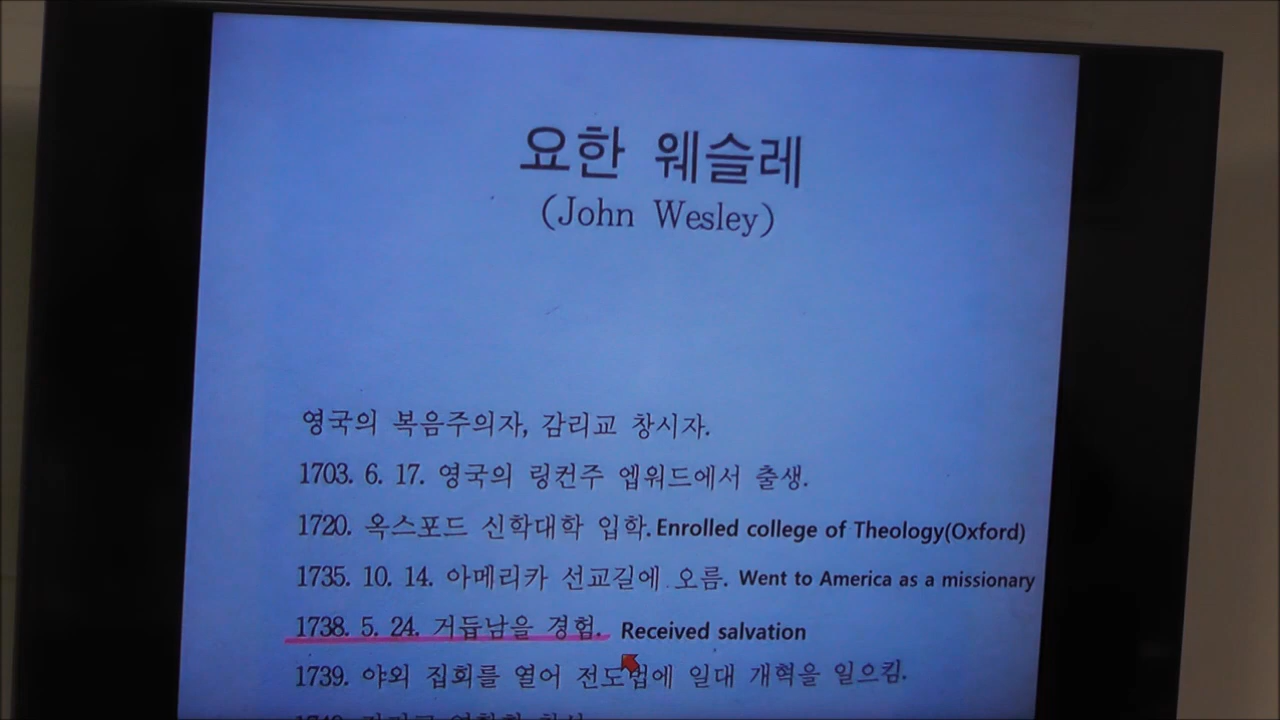 요한 웨슬레
(John Wesley)
영국의 복음주의자, 감리교 창시자.
1703. 6. 17. 영국의 링컨주 엡워드에서 출생.
1720. 옥스포드 신학대학 입학. Enrolled college of Theology(Oxford)
1735. 10. 14. 아메리카 선교길에 오름. Went to America as a missionary
1738. 5. 24. 거듭남을 경험. Received salvation
1739. 야외 집회를 열어 전도법에 일대 개혁을 일으킴.